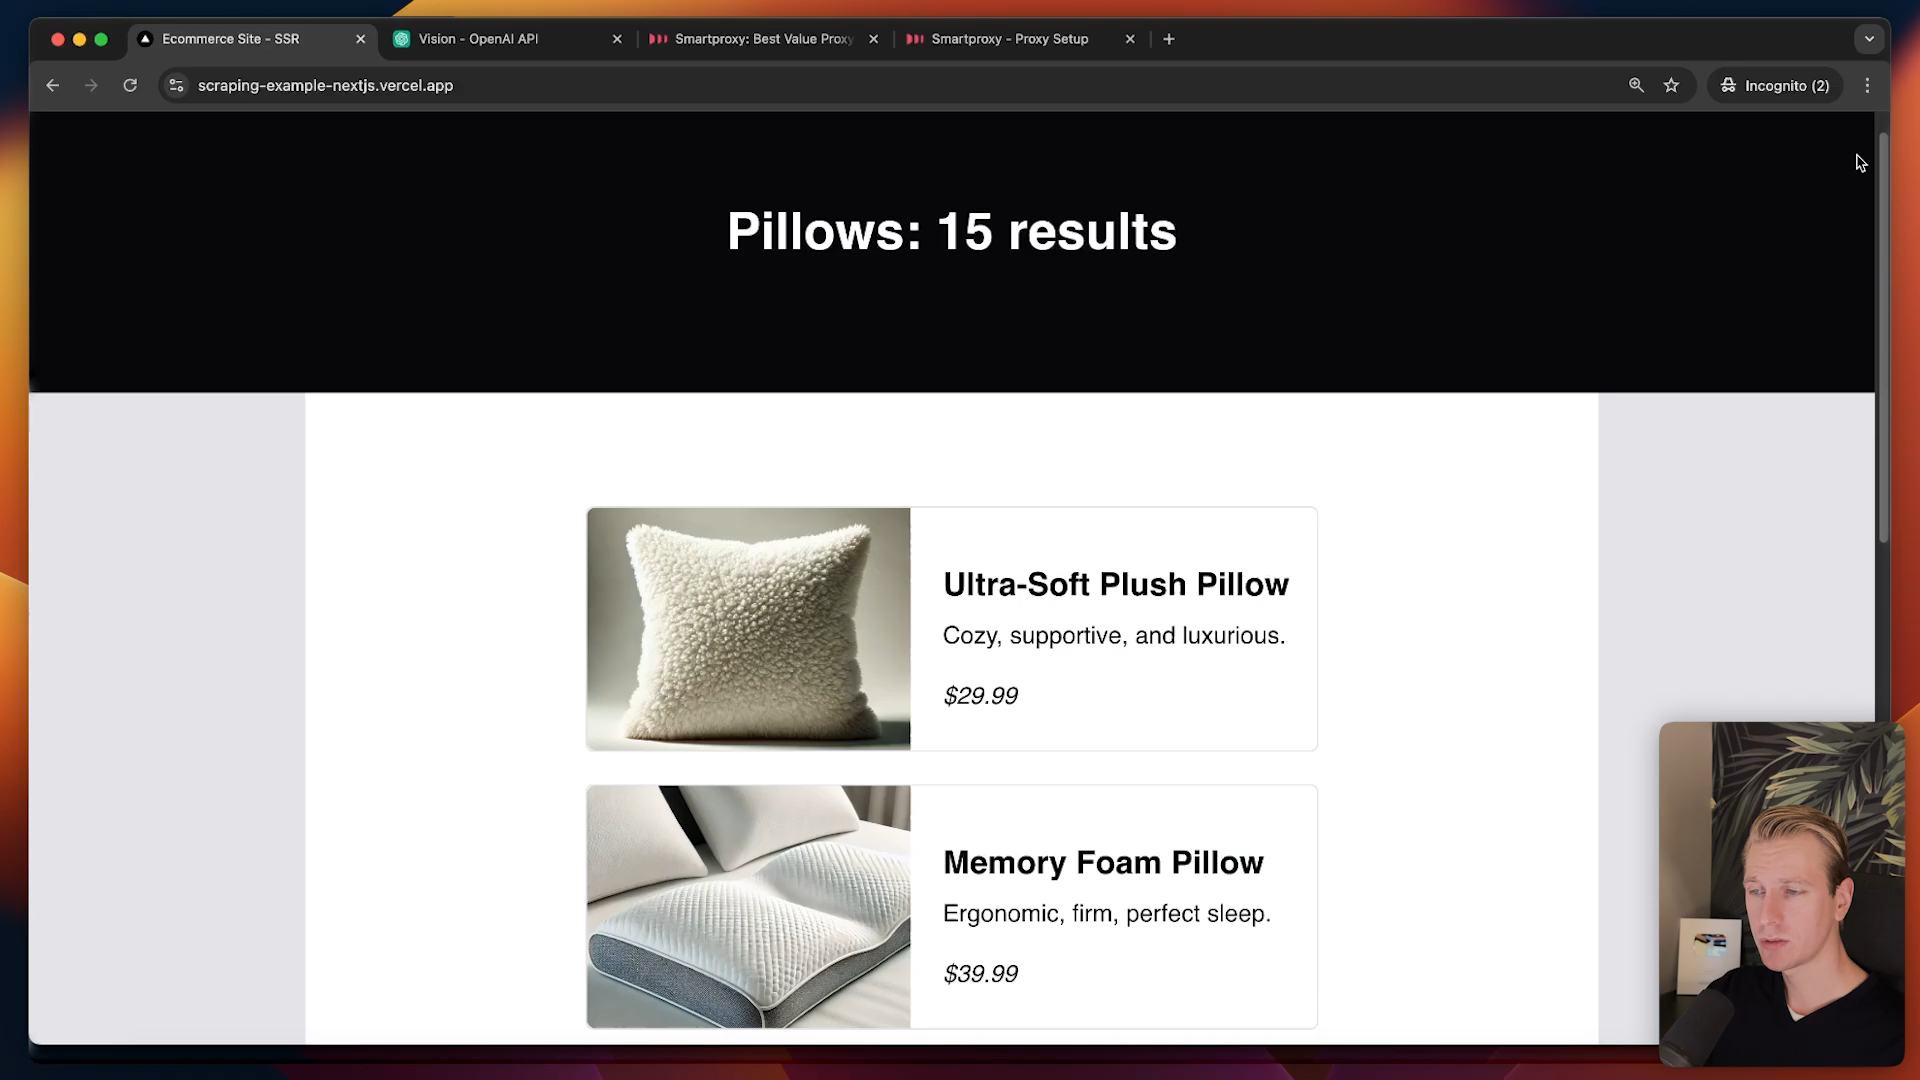 Ecommerce Site - SSR
Vision - OpenAI API
Smartproxy: Best Value Proxy
Smartproxy - Proxy Setup
scraping-example-nextjs.vercel.app
Incognito (2)
Pillows: 15 results
Ultra-Soft Plush Pillow
Cozy, supportive, and luxurious.
$29.99
Memory Foam Pillow
Ergonomic, firm, perfect sleep.
$39.99